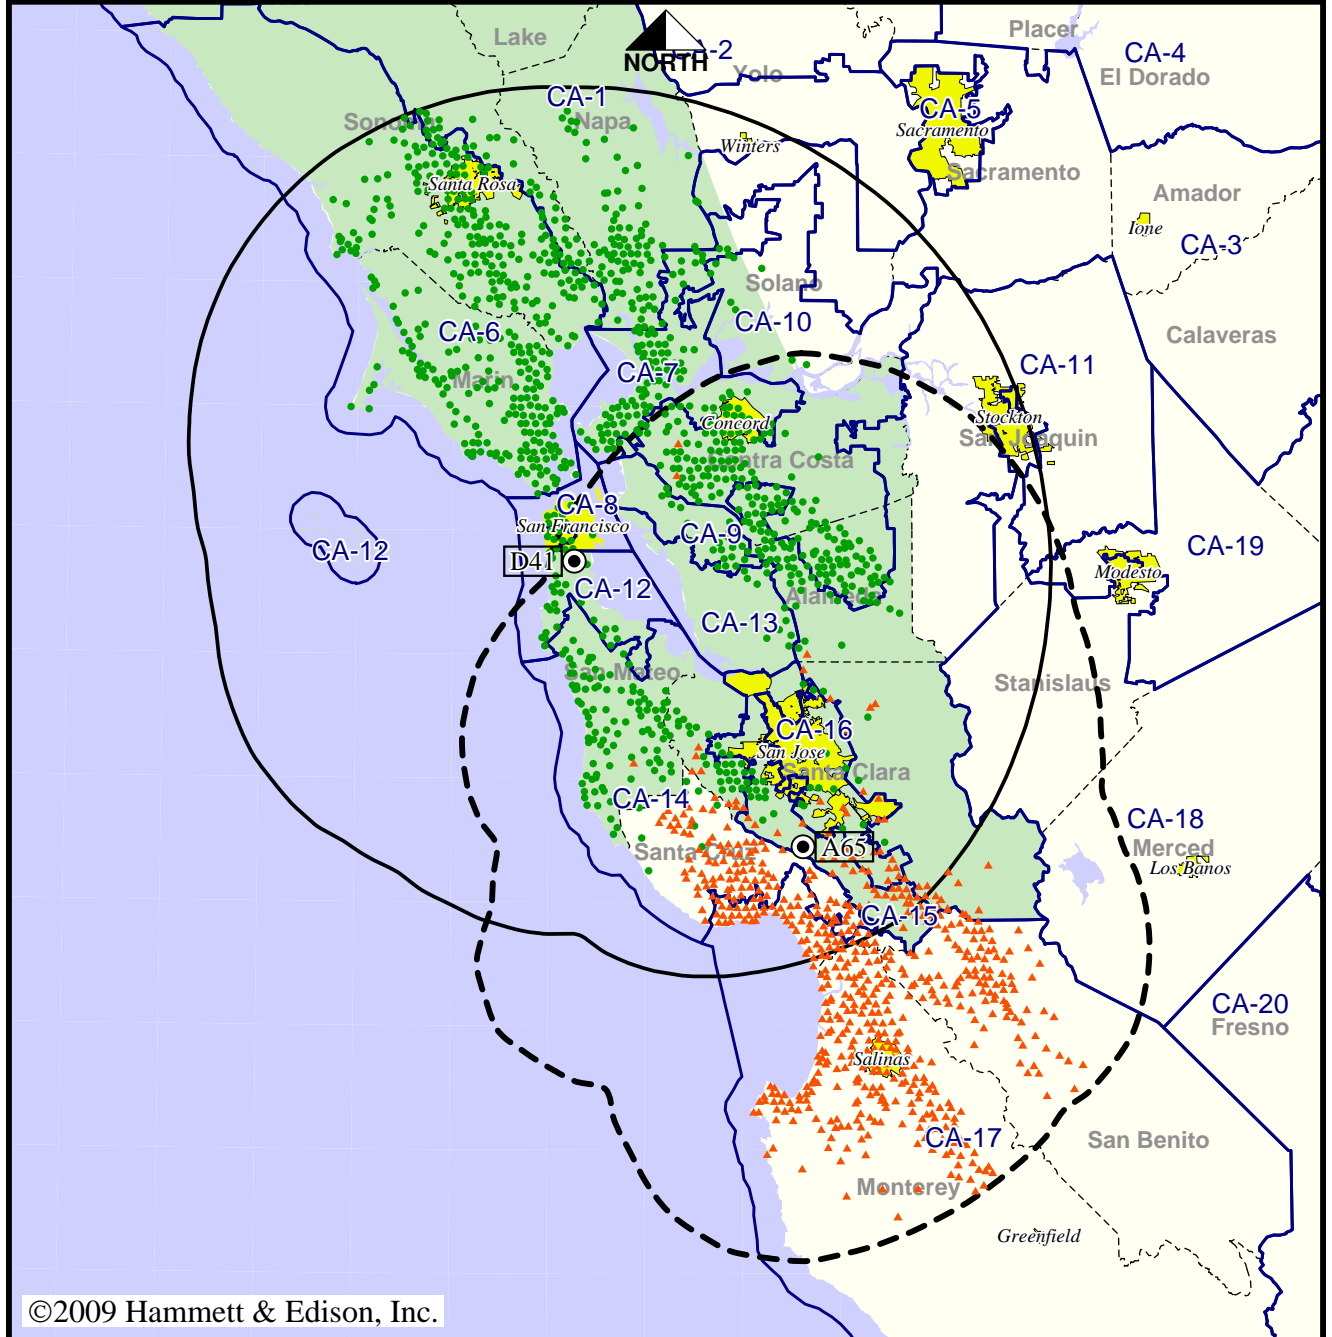 Placer
Lake
CA-2
NORTH
Yolo
CA-4
El Dorado
CA-1
CA-5
Sonoma
Napa
Sacramento
Winters
Sacramento
Santa Rosa
Amador
Ione
CA-3
Solano
CA-10
CA-6
Calaveras
CA-11
CA-7
Marin
Stockton
San Joaquin
Concord
Contra Costa
CA-8
San Francisco
CA-9
CA-12
CA-19
D41
Modesto
CA-12
Alameda
CA-13
San Mateo
Stanislaus
CA-16
San Jose
Santa Clara
CA-14
CA-18
Santa Cruz
A65
Merced
Los Banos
CA-15
CA-20
Fresno
Salinas
CA-17
San Benito
Monterey
Greenfield
©2009 Hammett & Edison, Inc.